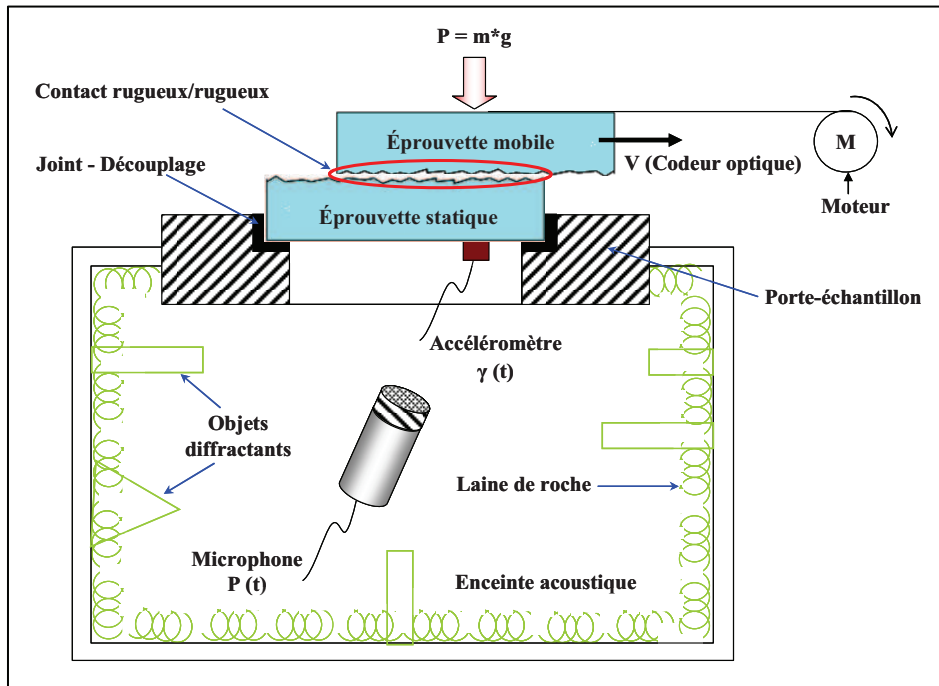 P = m*g
Contact rugueux/rugueux
Éprouvette mobile
M
V (Codeur optique)
Joint - Découplage
Éprouvette statique
Moteur
Porte-échantillon
Accéléromètre
γ (t)
Objets
diffractants
Laine de roche
Microphone
P (t)
Enceinte acoustique